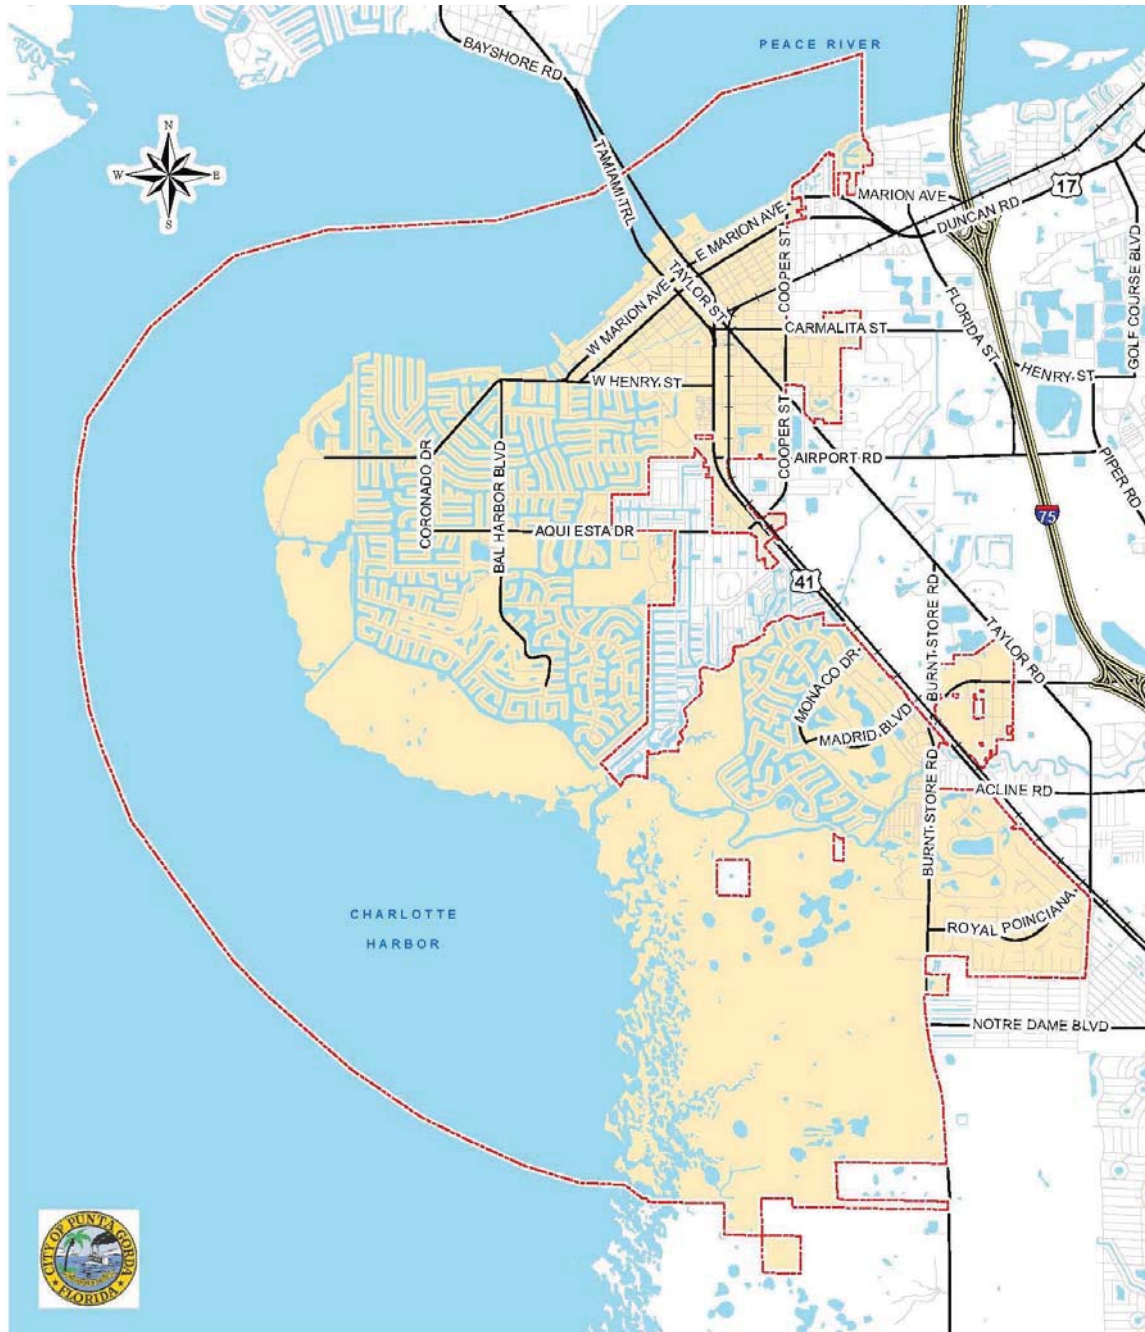 PEACE RIVER
BAYSHORE RD
N
W
E
S
TAMIAMI TRL
17
MARION AVE
DUNCAN RD
E MARION AVE
COOPER ST
TAYLOR ST
W MARION AVE
FLORIDA ST
GOLF COURSE BLVD
CARMALITA ST
HENRY ST
W HENRY ST
COOPER ST
CORONADO DR
BAL HARBOR BLVD
AIRPORT RD
PIPER RD
75
AQUI ESTA DR
41
BURNT STORE RD
TAYLOR RD
MONACO DR
MADRID BLVD
BURNT STORE RD
ACLINE RD
CHARLOTTE
HARBOR
ROYAL POINCIANA
NOTRE DAME BLVD
CITY OF PUNTA GORDA
FLORIDA